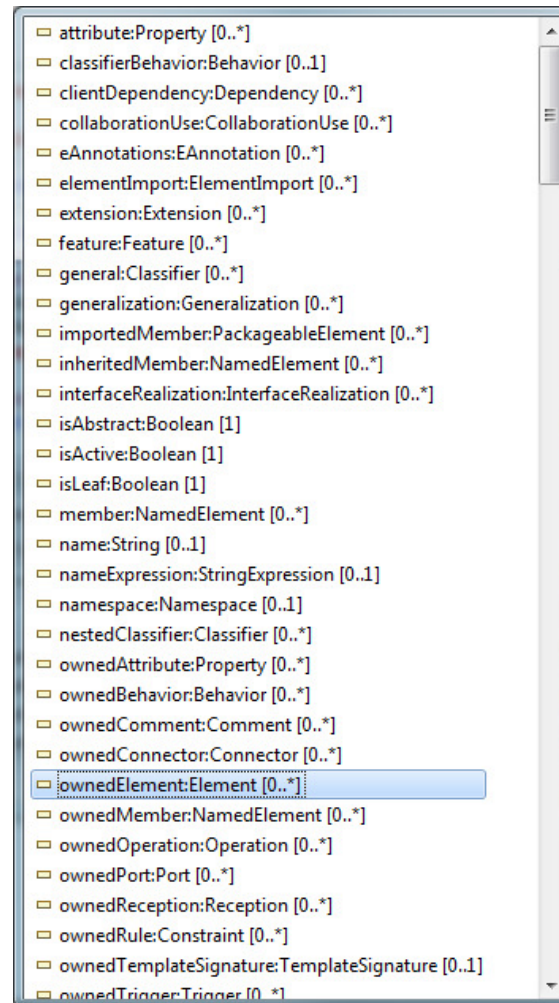 attribute:Property [0..*]
classifierBehavior:Behavior [0..1]
clientDependency:Dependency [0..*]
collaborationUse:CollaborationUse [0..*]
eAnnotations:EAnnotation [0..*]
elementImport:ElementImport [0..*]
extension:Extension [0..*]
feature:Feature [0..*]
general:Classifier [0..*]
generalization:Generalization [0..*]
importedMember:PackageableElement [0..*]
inheritedMember:NamedElement [0..*]
interfaceRealization:InterfaceRealization [0..*]
isAbstract:Boolean [1]
isActive:Boolean [1]
isLeaf:Boolean [1]
member:NamedElement [0..*]
name:String [0..1]
nameExpression:StringExpression [0..1]
namespace:Namespace [0..1]
nestedClassifier:Classifier [0..*]
ownedAttribute:Property [0..*]
ownedBehavior:Behavior [0..*]
ownedComment:Comment [0..*]
ownedConnector:Connector [0..*]
ownedElement:Element [0..*]
ownedMember:NamedElement [0..*]
ownedOperation:Operation [0..*]
ownedPort:Port [0..*]
ownedReception:Reception [0..*]
ownedRule:Constraint [0..*]
ownedTemplateSignature:TemplateSignature [0..1]
ownedTrigger:Trigger [0..*]